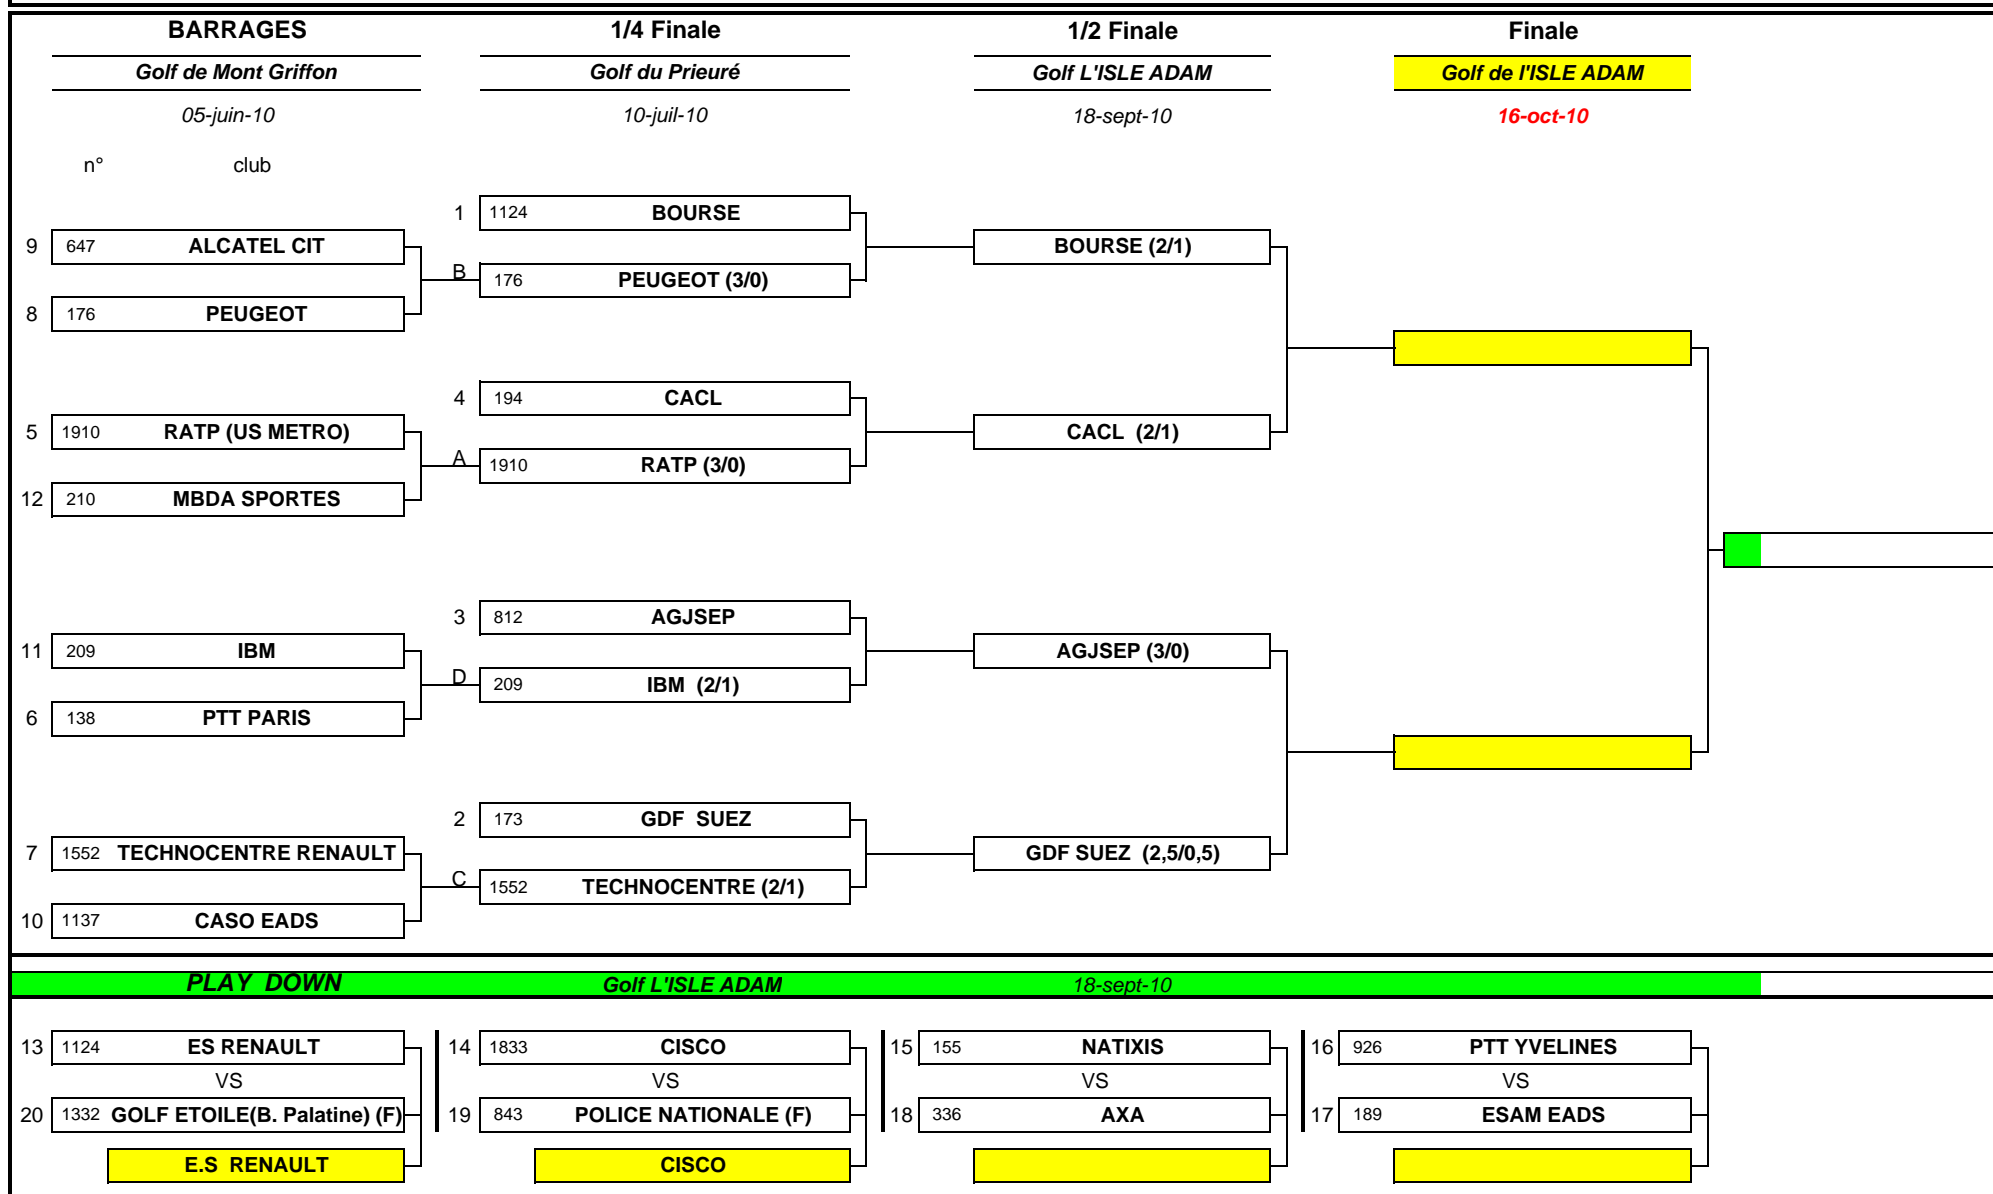 BARRAGES 1/4 Finale 1/2 Finale Finale
Golf de Mont Griffon Golf du Prieuré Golf L'ISLE ADAM Golf de l'ISLE ADAM
05-juin-10 10-juil-10 18-sept-10 16-oct-10
n° club
1 1124 BOURSE
9 647 ALCATEL CIT BOURSE (2/1)
B 176 PEUGEOT (3/0)
8 176 PEUGEOT
4 194 CACL
5 1910 RATP (US METRO) CACL (2/1)
A 1910 RATP (3/0)
12 210 MBDA SPORTES
3 812 AGJSEP
11 209 IBM AGJSEP (3/0)
D 209 IBM (2/1)
6 138 PTT PARIS
2 173 GDF SUEZ
7 1552 TECHNOCENTRE RENAULT GDF SUEZ (2,5/0,5)
C 1552 TECHNOCENTRE (2/1)
10 1137 CASO EADS
PLAY DOWN Golf L'ISLE ADAM 18-sept-10
13 1124 ES RENAULT 14 1833 CISCO 15 155 NATIXIS 16 926 PTT YVELINES
VS VS VS VS
20 1332 GOLF ETOILE(B. Palatine) (F) 19 843 POLICE NATIONALE (F) 18 336 AXA 17 189 ESAM EADS
E.S RENAULT CISCO